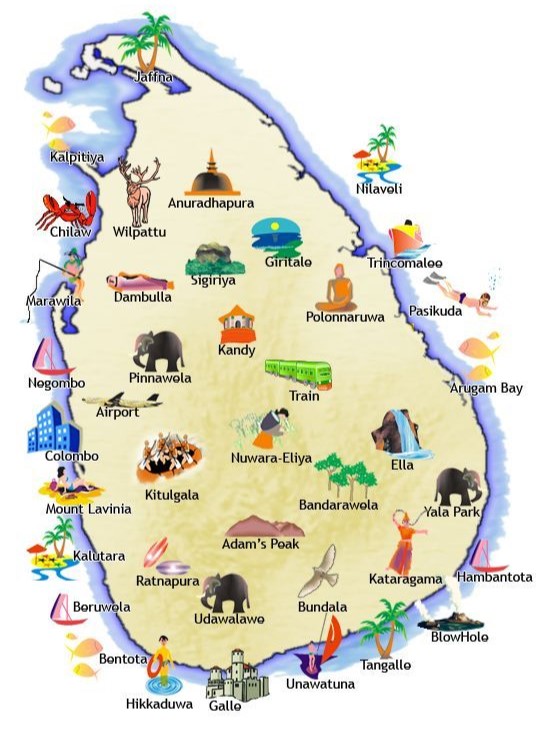 Jaffna
Kalpitiya
Nilaveli
Anuradhapura
Chilaw
Wilpattu
Giritale
Trincomalee
Sigiriya
Marawila
Dambulla
Polonnaruwa
Pasikuda
Kandy
Pinnawela
Negombo
Arugam Bay
Train
Airport
Colombo
Nuwara-Eliya
Ella
Kitulgala
Bandarawela
Yala Park
Mount Lavinia
Adam's Peak
Kalutara
Ratnapura
Kataragama
Hambantota
Beruwela
Udawalawe
Bundala
BlowHole
Bentota
Tangalle
Unawatuna
Hikkaduwa
Galle